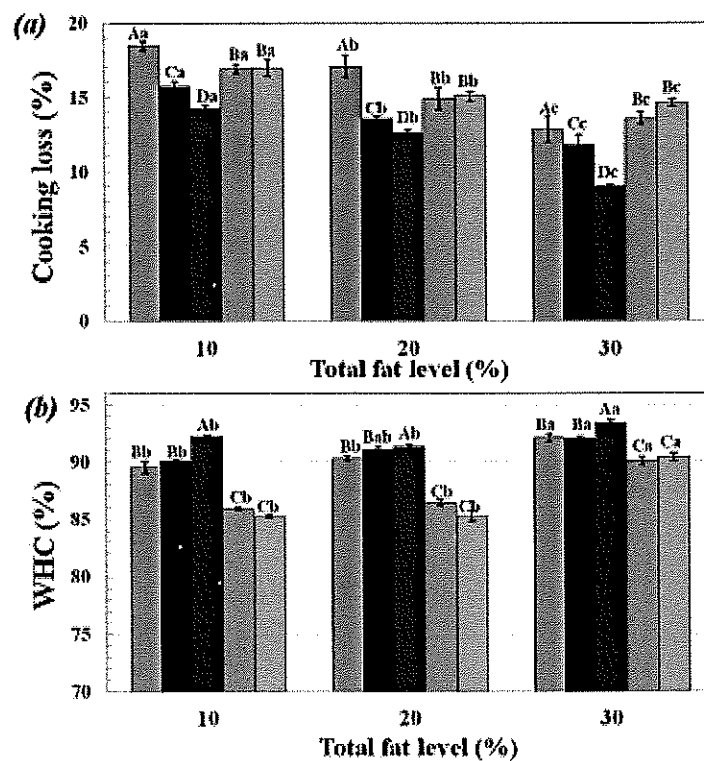 (a)
20
15
10
5
0
Cooking loss (%)
Aa Ca Da Ba Ba
Ab Cb Db Bb Bb
Ac Cc Dc Bc Bc
10 20 30
Total fat level (%)
(b)
95
90
85
80
75
70
WHC (%)
Bb Bb Ab Cb Cb
Bb Bab Ab Cb Cb
Ba Ba Aa Ca Ca
10 20 30
Total fat level (%)